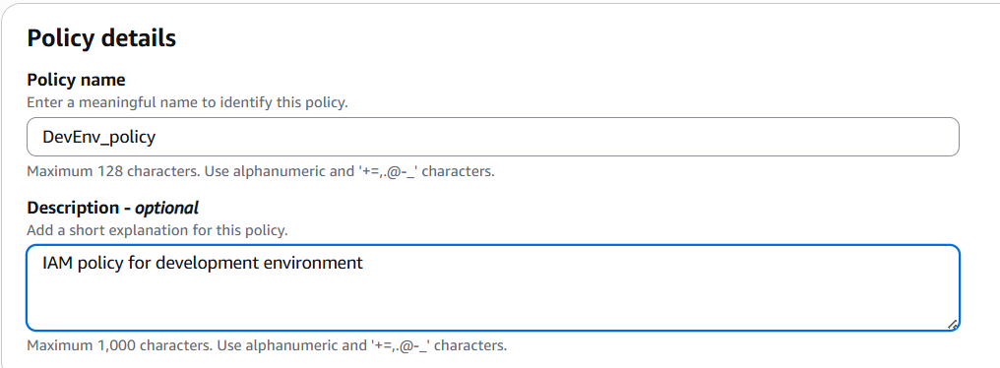 Policy details
Policy name
Enter a meaningful name to identify this policy.
DevEnv_policy
Maximum 128 characters. Use alphanumeric and '+=,.@-_' characters.
Description - optional
Add a short explanation for this policy.
IAM policy for development environment
Maximum 1,000 characters. Use alphanumeric and '+=,.@-_' characters.